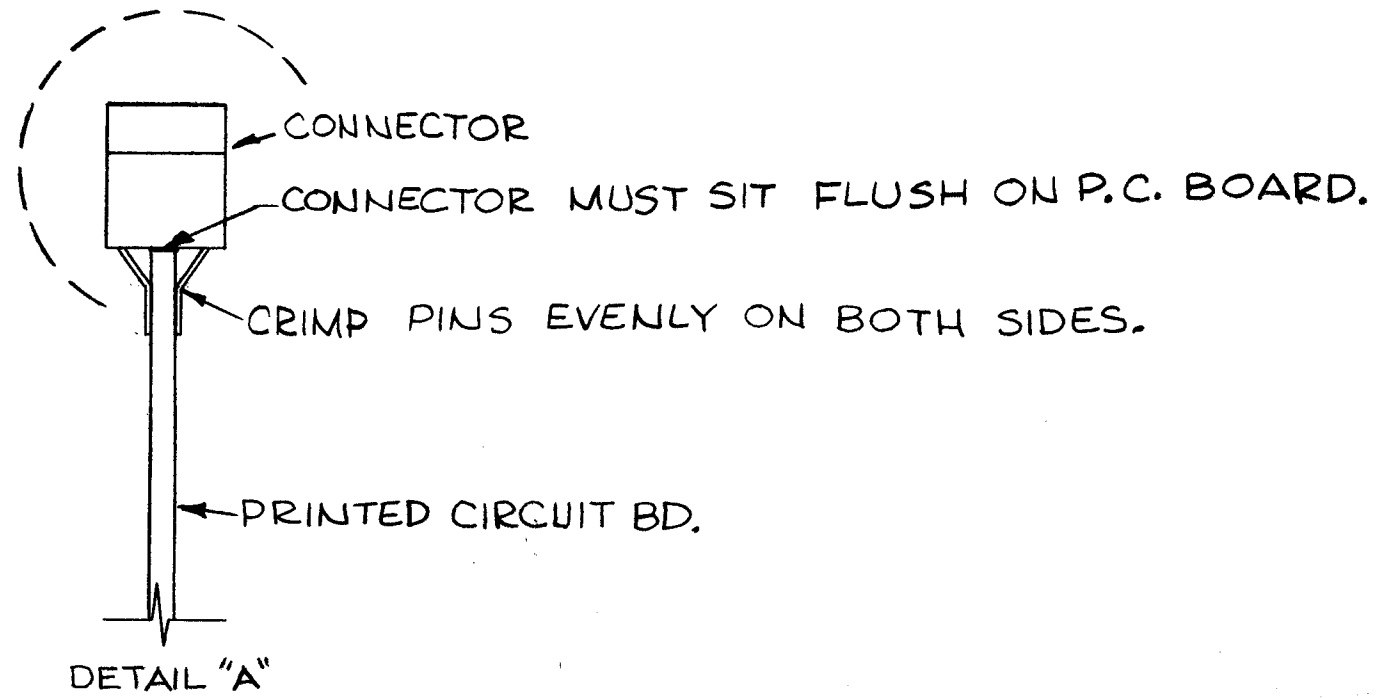 CONNECTOR
CONNECTOR MUST SIT FLUSH ON P.C. BOARD.
CRIMP PINS EVENLY ON BOTH SIDES.
PRINTED CIRCUIT BD.
DETAIL "A"